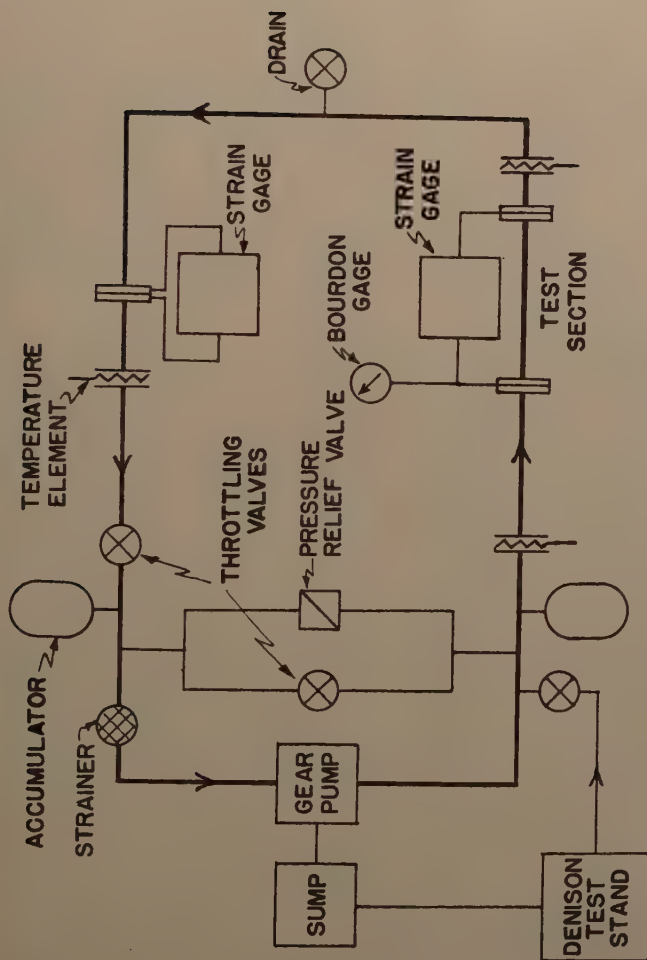 DRAIN
STRAIN
GAGE
STRAIN
GAGE
BOURDON
GAGE
TEST
SECTION
TEMPERATURE
ELEMENT
THROTTLING
VALVES
PRESSURE
RELIEF VALVE
ACCUMULATOR
STRAINER
GEAR
PUMP
SUMP
DENISON
TEST
STAND